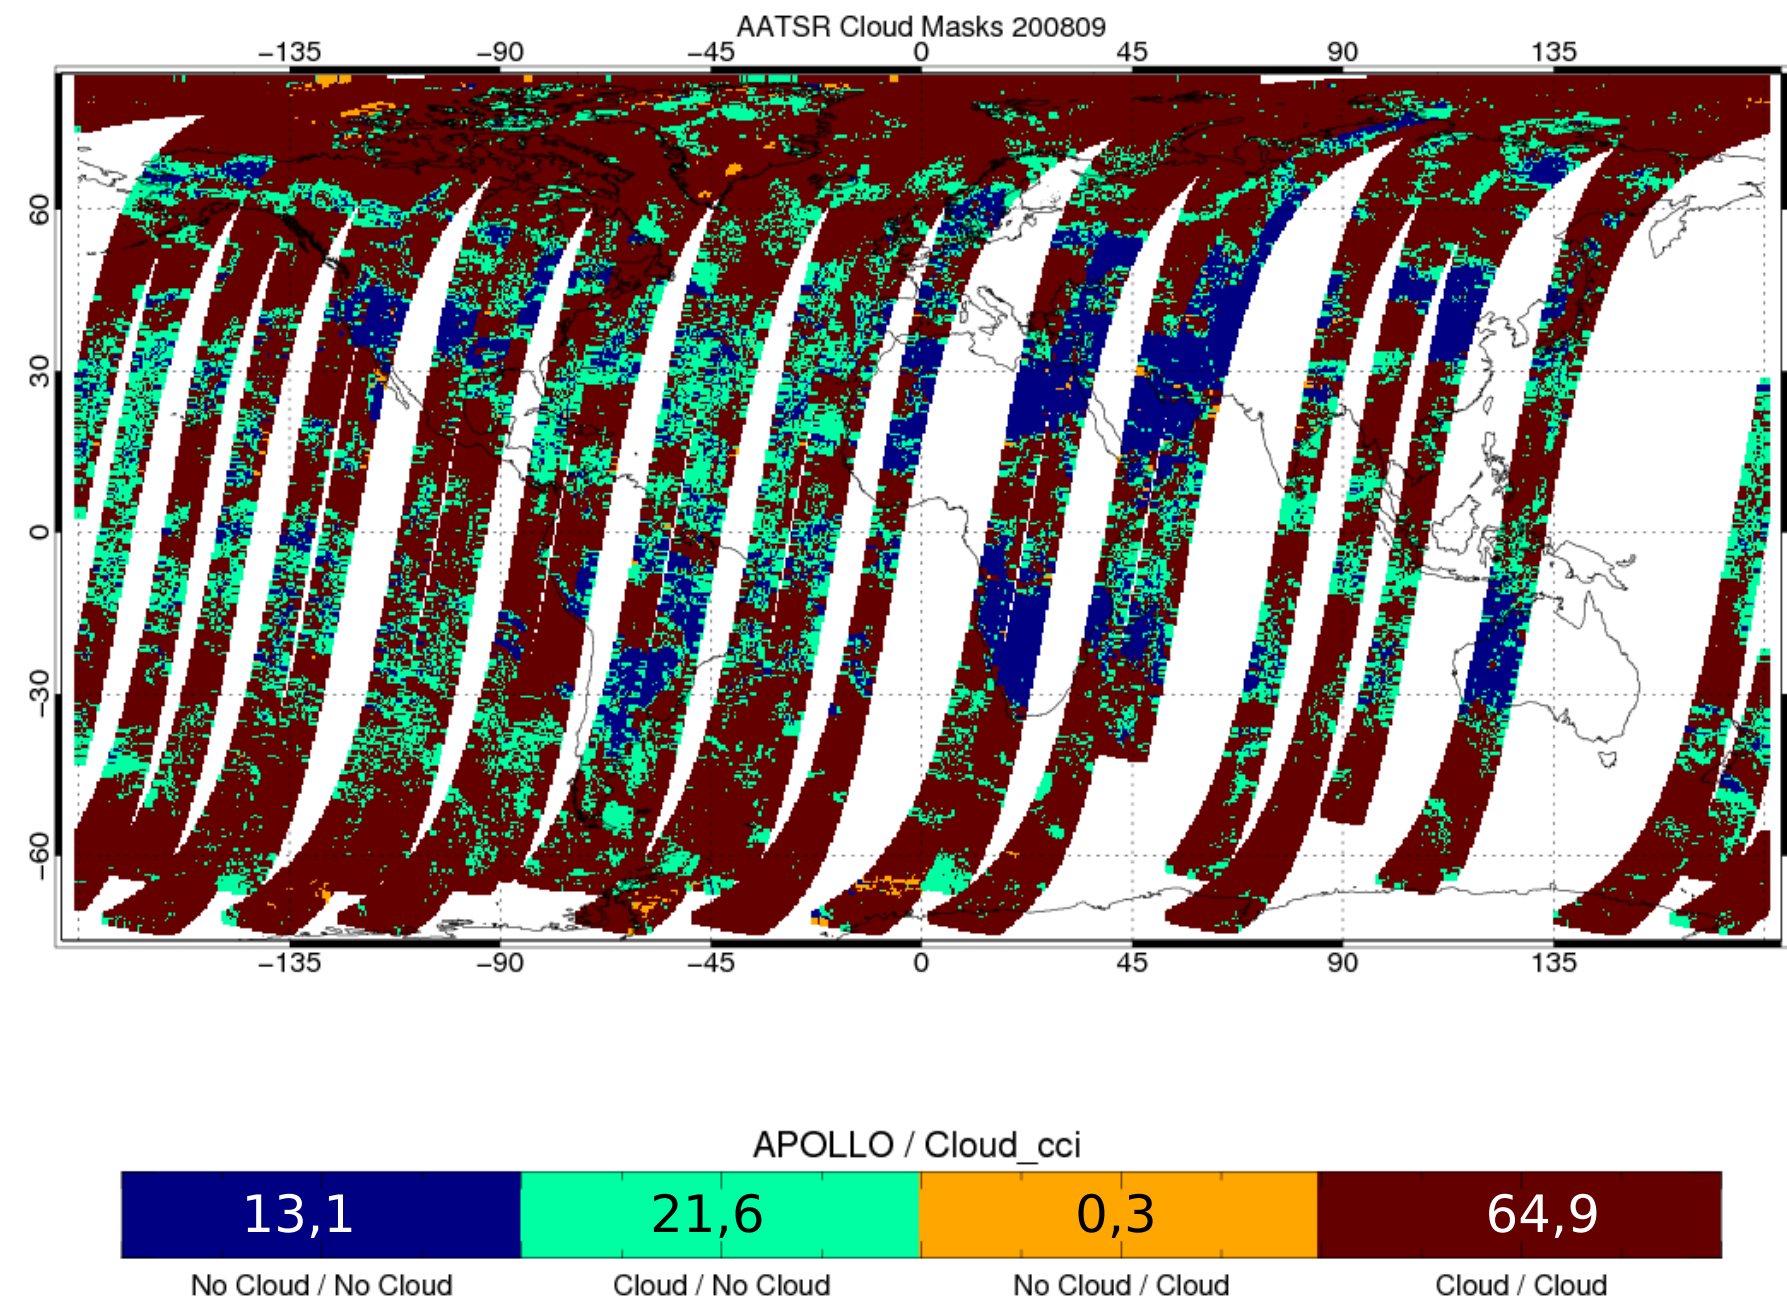 AATSR Cloud Masks 200809
−135 −90 −45 0 45 90 135
60
30
0
−30
−60
−135 −90 −45 0 45 90 135
APOLLO / Cloud_cci
13,1 21,6 0,3 64,9
No Cloud / No Cloud Cloud / No Cloud No Cloud / Cloud Cloud / Cloud